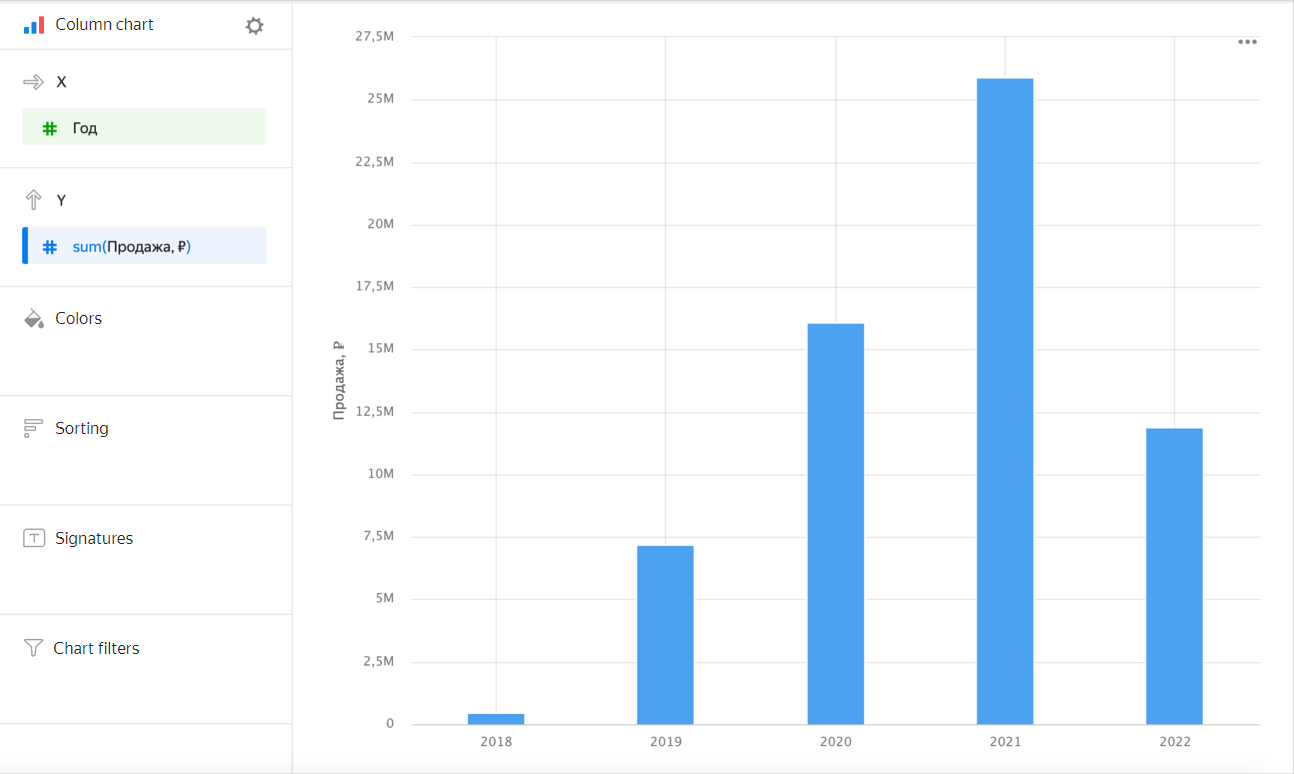 Column chart
X
# Год
Y
# sum(Продажа, ₽)
Colors
Sorting
T Signatures
Chart filters
Продажа, ₽
27,5M
25M
22,5M
20M
17,5M
15M
12,5M
10M
7,5M
5M
2,5M
0
2018 2019 2020 2021 2022